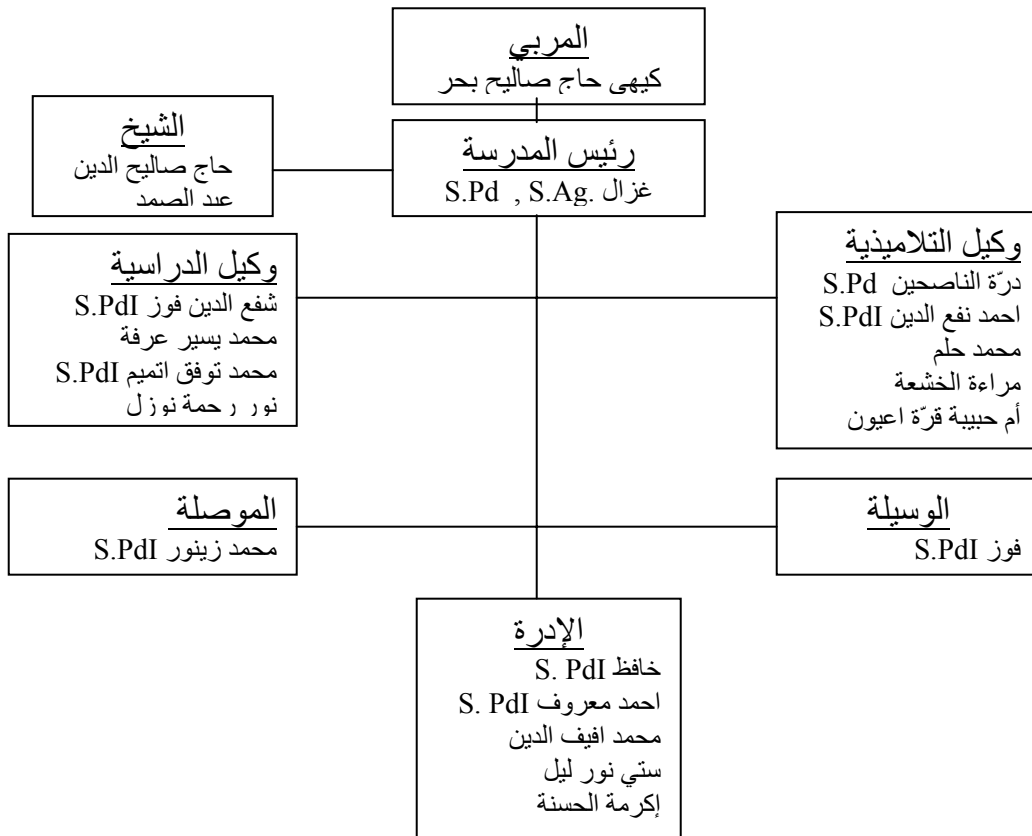 المربي
كيهى حاج صاليح بحر
الشيخ
حاج صاليح الدين
عبد الصمد
رئيس المدرسة
غزال .S.Pd , S.Ag
وكيل التلاميذية
درّة الناصحين S.Pd
احمد نفع الدين S.PdI
محمد حلم
مراءة الخشعة
أم حبيبة قرّة اعيون
وكيل الدراسية
شفع الدين فوز S.PdI
محمد يسير عرفة
محمد توفق اتميم S.PdI
نور رحمة نوزل
الموصلة
محمد زينور S.PdI
الوسيلة
فوز S.PdI
الإدرة
خافظ S. PdI
احمد معروف S. PdI
محمد افيف الدين
ستي نور ليل
إكرمة الحسنة